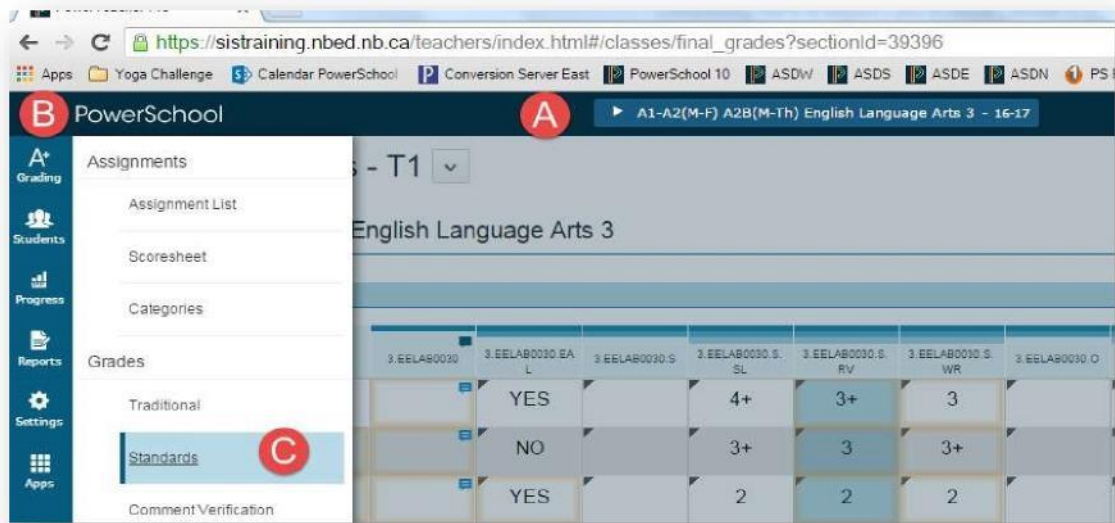 https://sistraining.nbed.nb.ca/teachers/index.html#/classes/final_grades?sectionId=39396
Apps Yoga Challenge Calendar PowerSchool Conversion Server East PowerSchool 10 ASDW ASDS ASDE ASDN PS
B PowerSchool A A1-A2(M-F) A2B(M-Th) English Language Arts 3 - 16-17
A+ Grading
Students
Progress
Reports
Settings
Apps
Assignments
Assignment List
Scoresheet
Categories
Grades
Traditional
Standards C
Comment Verification
s - T1
English Language Arts 3
3.EELAB0030 3.EELAB0030.EAL 3.EELAB0030.S 3.EELAB0030.S.SL 3.EELAB0030.S.RV 3.EELAB0030.S.WR 3.EELAB0030.O
YES 4+ 3+ 3
NO 3+ 3 3+
YES 2 2 2